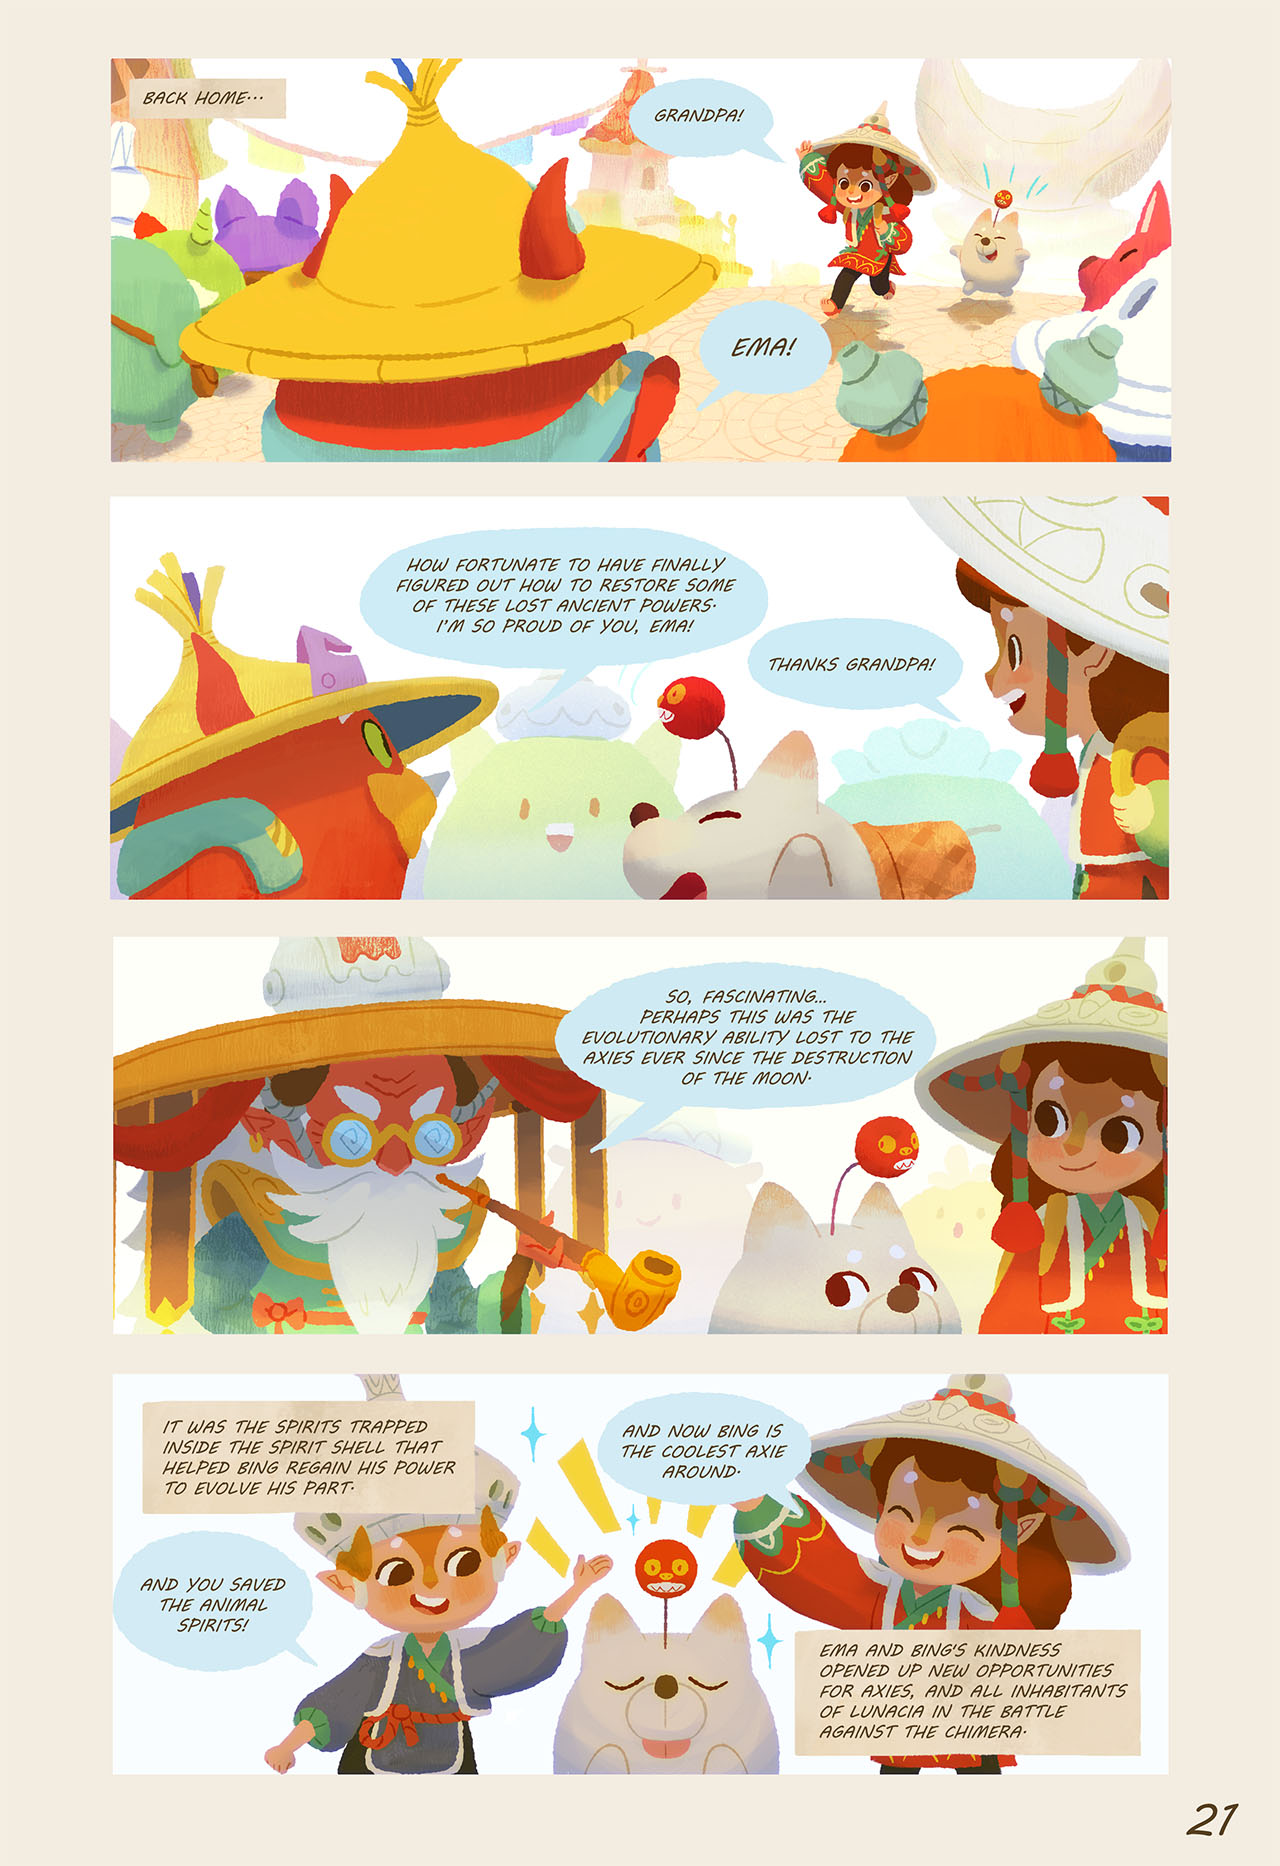 BACK HOME...
GRANDPA!
EMA!
HOW FORTUNATE TO HAVE FINALLY
FIGURED OUT HOW TO RESTORE SOME
OF THESE LOST ANCIENT POWERS.
I'M SO PROUD OF YOU, EMA!
THANKS GRANDPA!
SO, FASCINATING...
PERHAPS THIS WAS THE
EVOLUTIONARY ABILITY LOST TO THE
AXIES EVER SINCE THE DESTRUCTION
OF THE MOON.
IT WAS THE SPIRITS TRAPPED
INSIDE THE SPIRIT SHELL THAT
HELPED BING REGAIN HIS POWER
TO EVOLVE HIS PART.
AND NOW BING IS
THE COOLEST AXIE
AROUND.
AND YOU SAVED
THE ANIMAL
SPIRITS!
EMA AND BING'S KINDNESS
OPENED UP NEW OPPORTUNITIES
FOR AXIES, AND ALL INHABITANTS
OF LUNACIA IN THE BATTLE
AGAINST THE CHIMERA.
21